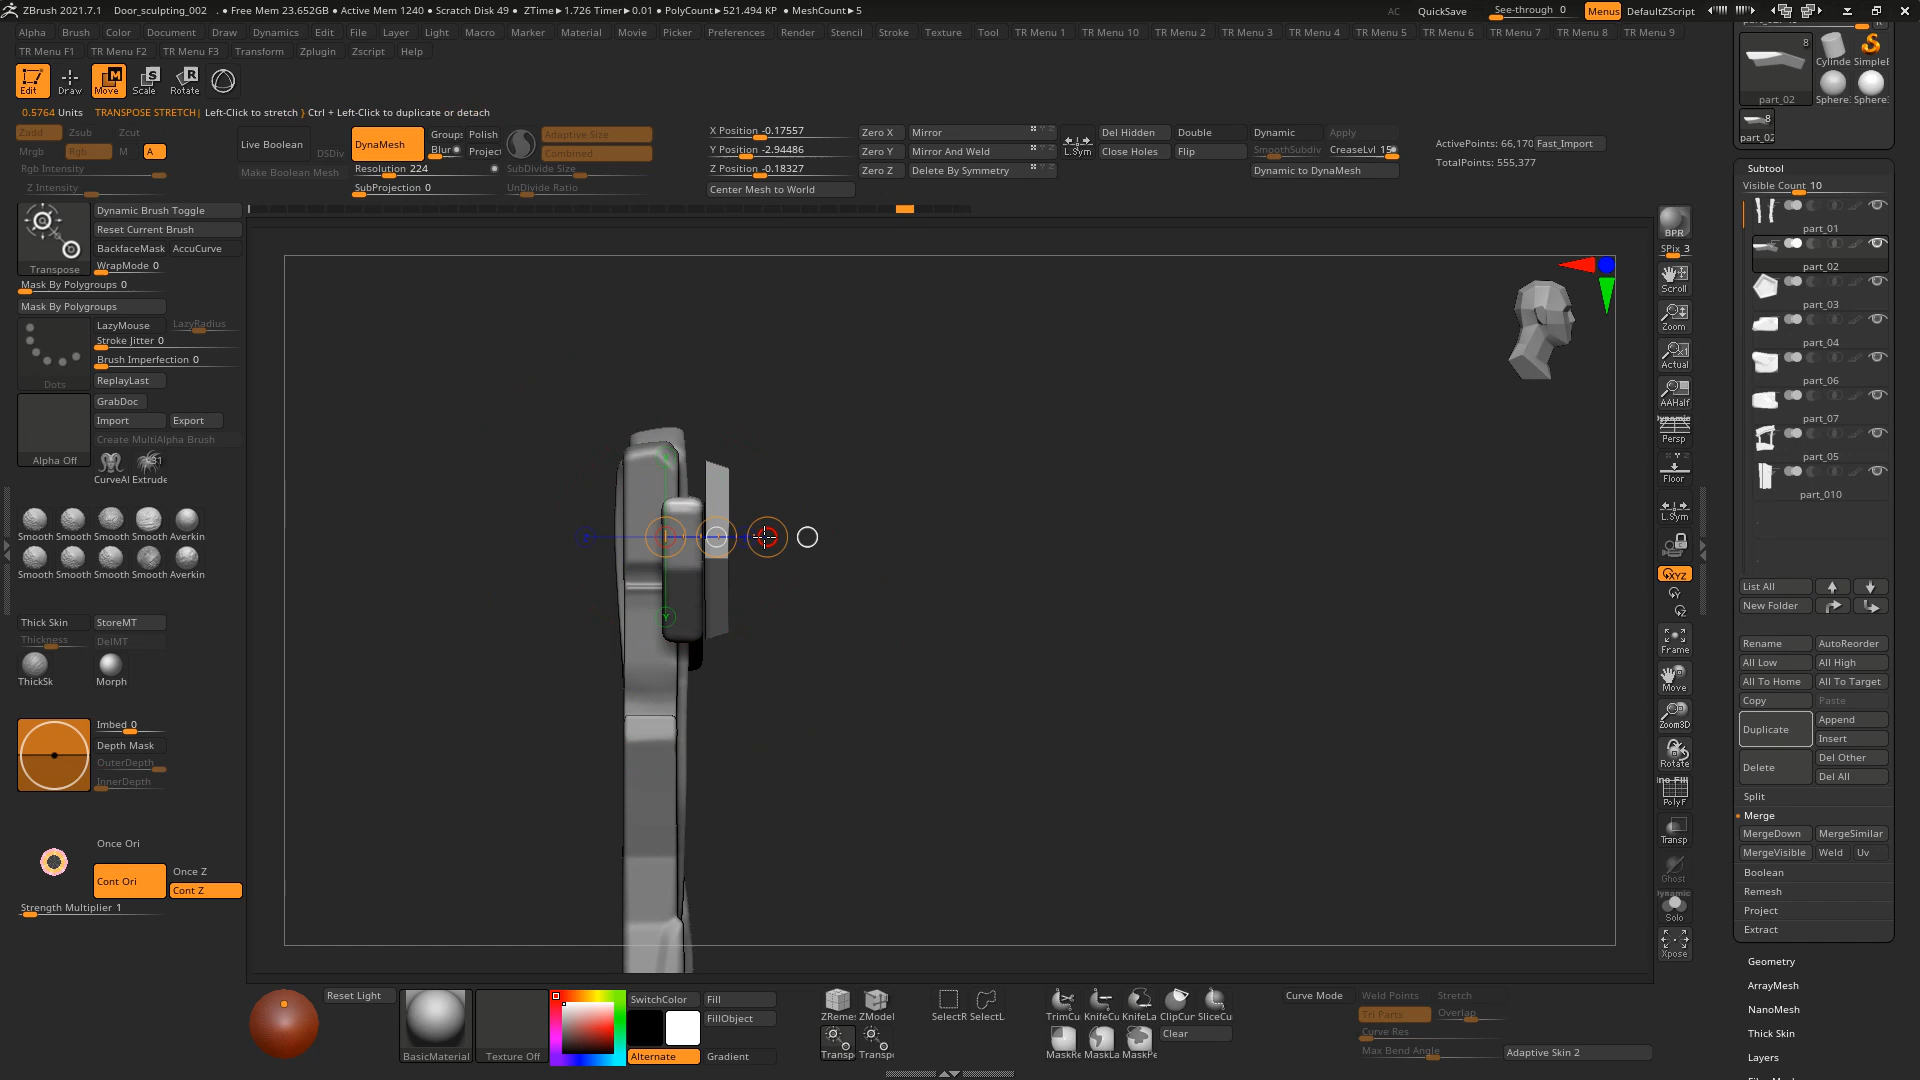 ZBrush 2021.7.1 Door_sculpting_002 . • Free Mem 23.652GB • Active Mem 1240 • Scratch Disk 49 • ZTime▸1.726 Timer▸0.01 • PolyCount▸521.494 KP • MeshCount▸5 AC QuickSave See-through 0 Menus DefaultZScript
Alpha Brush Color Document Draw Dynamics Edit File Layer Light Macro Marker Material Movie Picker Preferences Render Stencil Stroke Texture Tool TR Menu 1 TR Menu 10 TR Menu 2 TR Menu 3 TR Menu 4 TR Menu 5 TR Menu 6 TR Menu 7 TR Menu 8 TR Menu 9
TR Menu F1 TR Menu F2 TR Menu F3 Transform Zplugin Zscript Help
Edit Draw Move Scale Rotate
0.5764 Units TRANSPOSE STRETCH| Left-Click to stretch } Ctrl + Left-Click to duplicate or detach
Zadd Zsub Zcut
Mrgb Rgb M A
Rgb Intensity
Z Intensity
Live Boolean DSDiv
Make Boolean Mesh
DynaMesh Groups Polish
Blur Project
Resolution 224
SubProjection 0
Adaptive Size
Combined
SubDivide Size
UnDivide Ratio
X Position -0.17557
Y Position -2.94486
Z Position -0.18327
Center Mesh to World
Zero X Mirror
Zero Y Mirror And Weld
Zero Z Delete By Symmetry
L.Sym
Del Hidden Double
Close Holes Flip
Dynamic Apply
SmoothSubdiv CreaseLvl 15
Dynamic to DynaMesh
ActivePoints: 66,170 Fast_Import
TotalPoints: 555,377
Transpose
Dynamic Brush Toggle
Reset Current Brush
BackfaceMask AccuCurve
WrapMode 0
Mask By Polygroups 0
Mask By Polygroups
Dots
LazyMouse LazyRadius
Stroke Jitter 0
Brush Imperfection 0
ReplayLast
Alpha Off
GrabDoc
Import Export
Create MultiAlpha Brush
31
CurveAl Extrude
Smooth Smooth Smooth Smooth Averkin
Smooth Smooth Smooth Smooth Averkin
Thick Skin StoreMT
Thickness DelMT
ThickSk Morph
Imbed 0
Depth Mask
OuterDepth
InnerDepth
Once Ori
Cont Ori Once Z
Cont Z
Strength Multiplier 1
Y
BPR
SPix 3
Scroll
Zoom
Actual
AAHalf
Dynamic
Persp
Floor
L.Sym
XYZ
Y
Z
Frame
Move
Zoom3D
Rotate
Line Fill
PolyF
Transp
Ghost
Dynamic
Solo
Xpose
8
part_02
Cylinde SimpleB
Sphere Sphere
8
part_02
Subtool
Visible Count 10
part_01
part_02
part_03
part_04
part_06
part_07
part_05
part_010
List All
New Folder
Rename AutoReorder
All Low All High
All To Home All To Target
Copy Paste
Duplicate Append
Insert
Delete Del Other
Del All
Split
Merge
MergeDown MergeSimilar
MergeVisible Weld Uv
Boolean
Remesh
Project
Extract
Geometry
ArrayMesh
NanoMesh
Thick Skin
Layers
Reset Light
BasicMaterial
Texture Off
SwitchColor Fill
FillObject
Alternate Gradient
ZRemes ZModel
Transp Transpo
SelectR SelectL
TrimCu KnifeCu KnifeLa ClipCur SliceCu
MaskRe MaskLa MaskPe
Clear
Curve Mode Weld Points Stretch
Tri Parts Overlap
Curve Res
Max Bend Angle Adaptive Skin 2